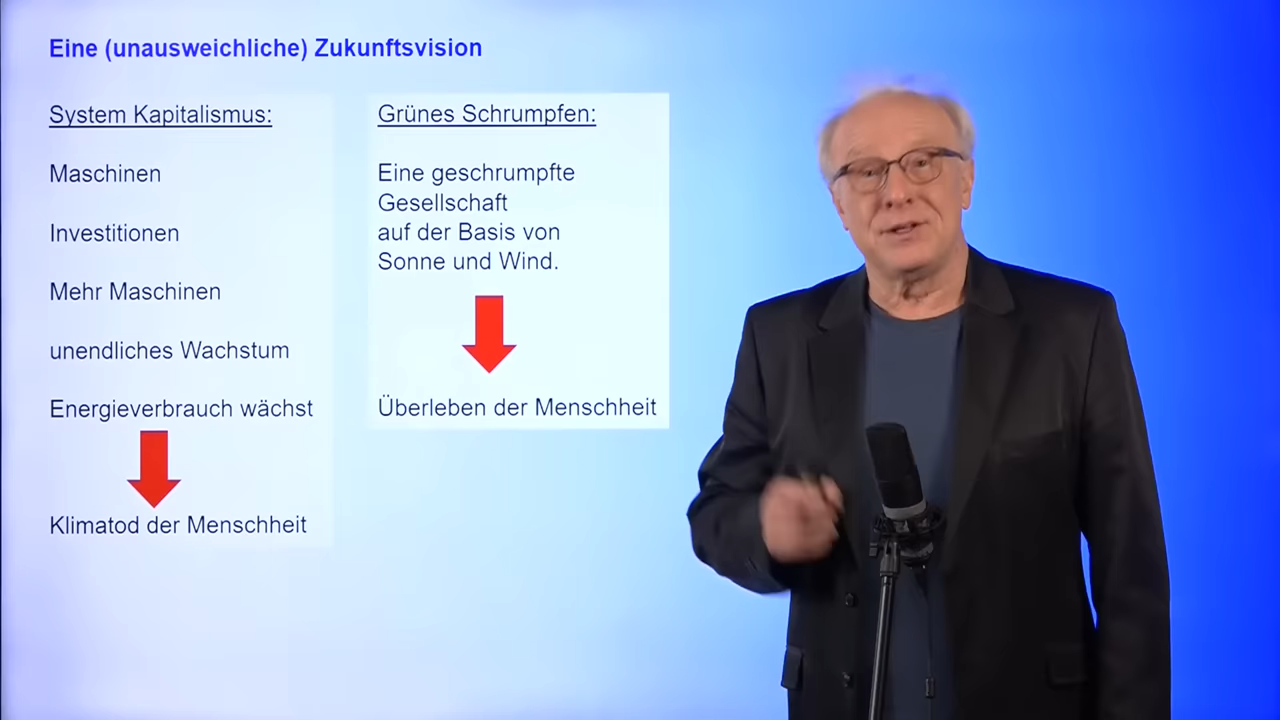 Eine (unausweichliche) Zukunftsvision
System Kapitalismus:
Maschinen
Investitionen
Mehr Maschinen
unendliches Wachstum
Energieverbrauch wächst
Klimatod der Menschheit
Grünes Schrumpfen:
Eine geschrumpfte
Gesellschaft
auf der Basis von
Sonne und Wind.
Überleben der Menschheit